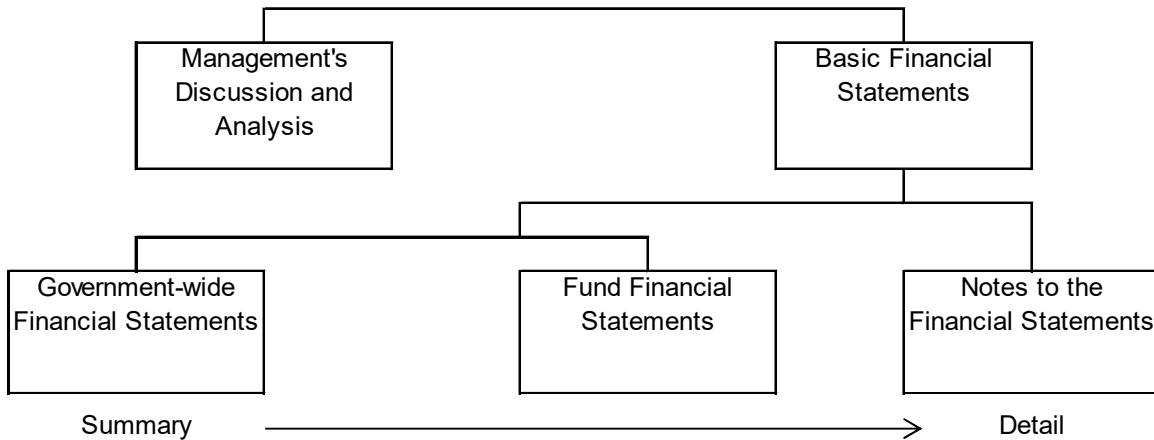 Management's
Discussion and
Analysis
Basic Financial
Statements
Government-wide
Financial Statements
Fund Financial
Statements
Notes to the
Financial Statements
Summary
Detail